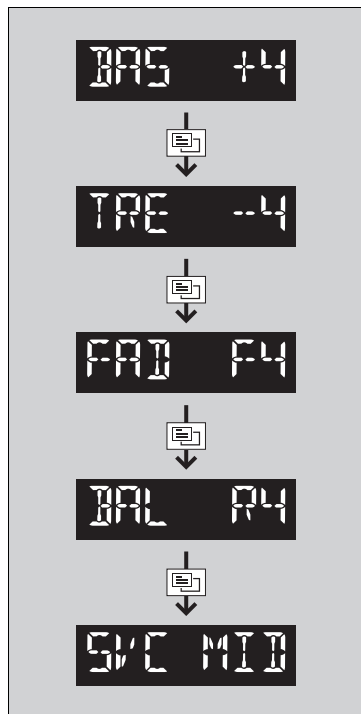 BAS +4
TRE -4
FAD F4
BAL R4
SVC MID